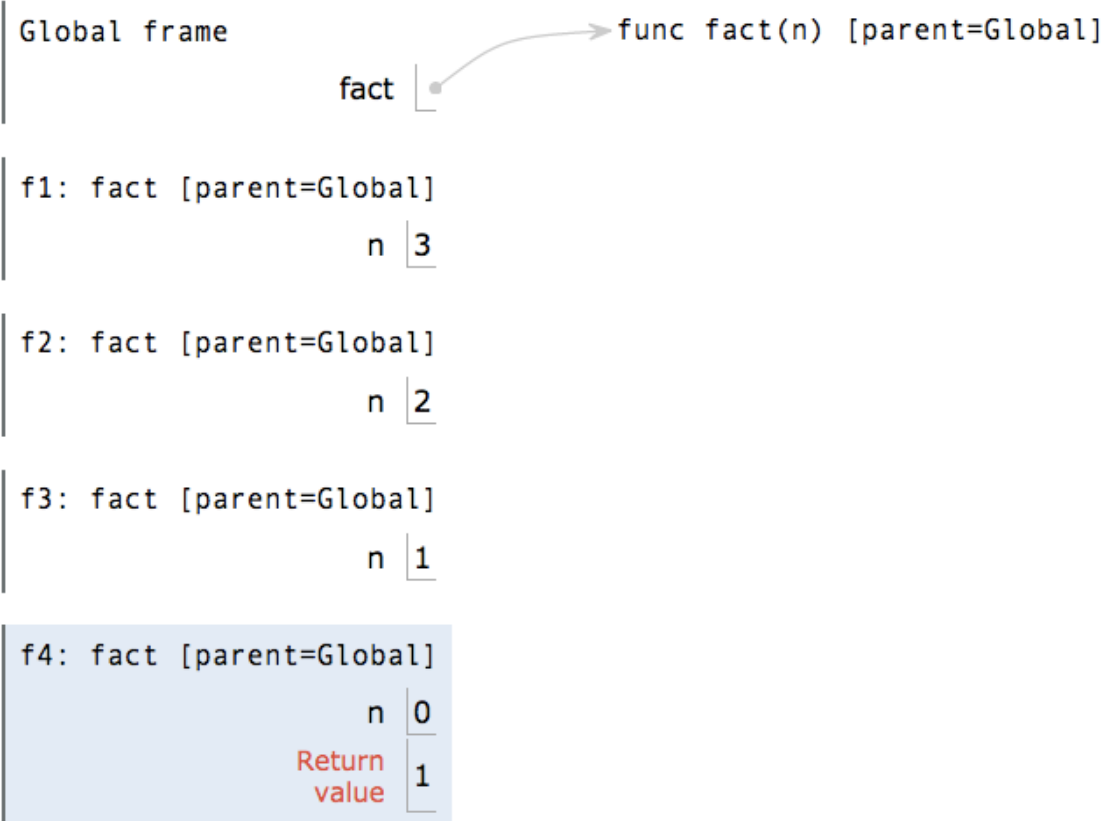 Global frame
func fact(n) [parent=Global]
fact
f1: fact [parent=Global]
n 3
f2: fact [parent=Global]
n 2
f3: fact [parent=Global]
n 1
f4: fact [parent=Global]
n 0
Return
value 1